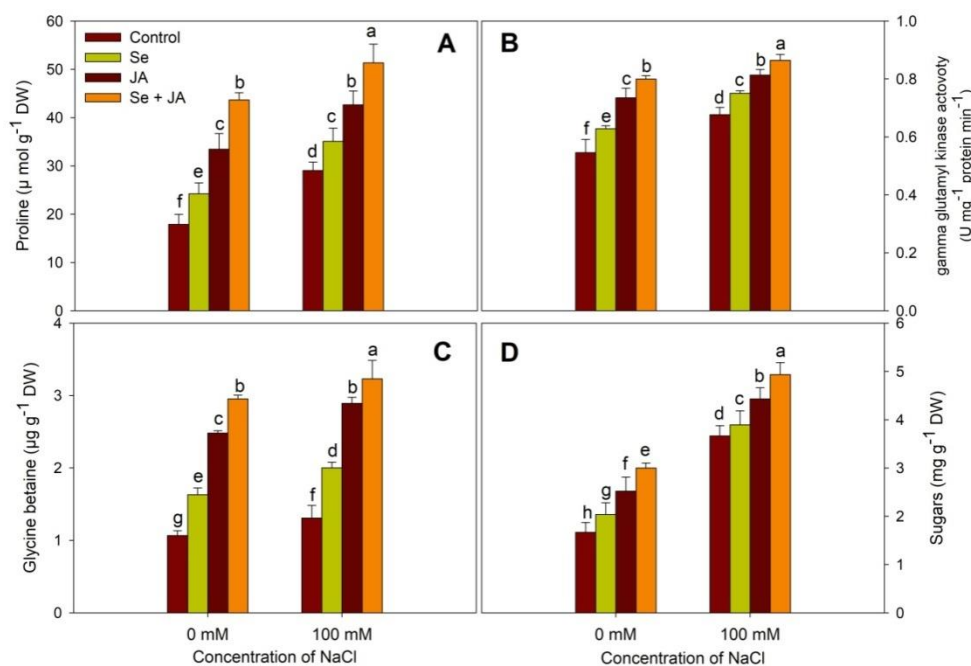 60
50
40
30
20
10
0
Proline (µ mol g⁻¹ DW)
Control
Se
JA
Se + JA
A
f
e
c
b
d
c
b
a
B
f
e
c
b
d
c
b
a
1.0
0.8
0.6
0.4
0.2
0.0
gamma glutamyl kinase actovoty
(U mg⁻¹ protein min⁻¹)
4
3
2
1
0
Glycine betaine (µg g⁻¹ DW)
C
g
e
c
b
f
d
b
a
0 mM
100 mM
Concentration of NaCl
D
h
g
f
e
d
c
b
a
6
5
4
3
2
1
0
Sugars (mg g⁻¹ DW)
0 mM
100 mM
Concentration of NaCl